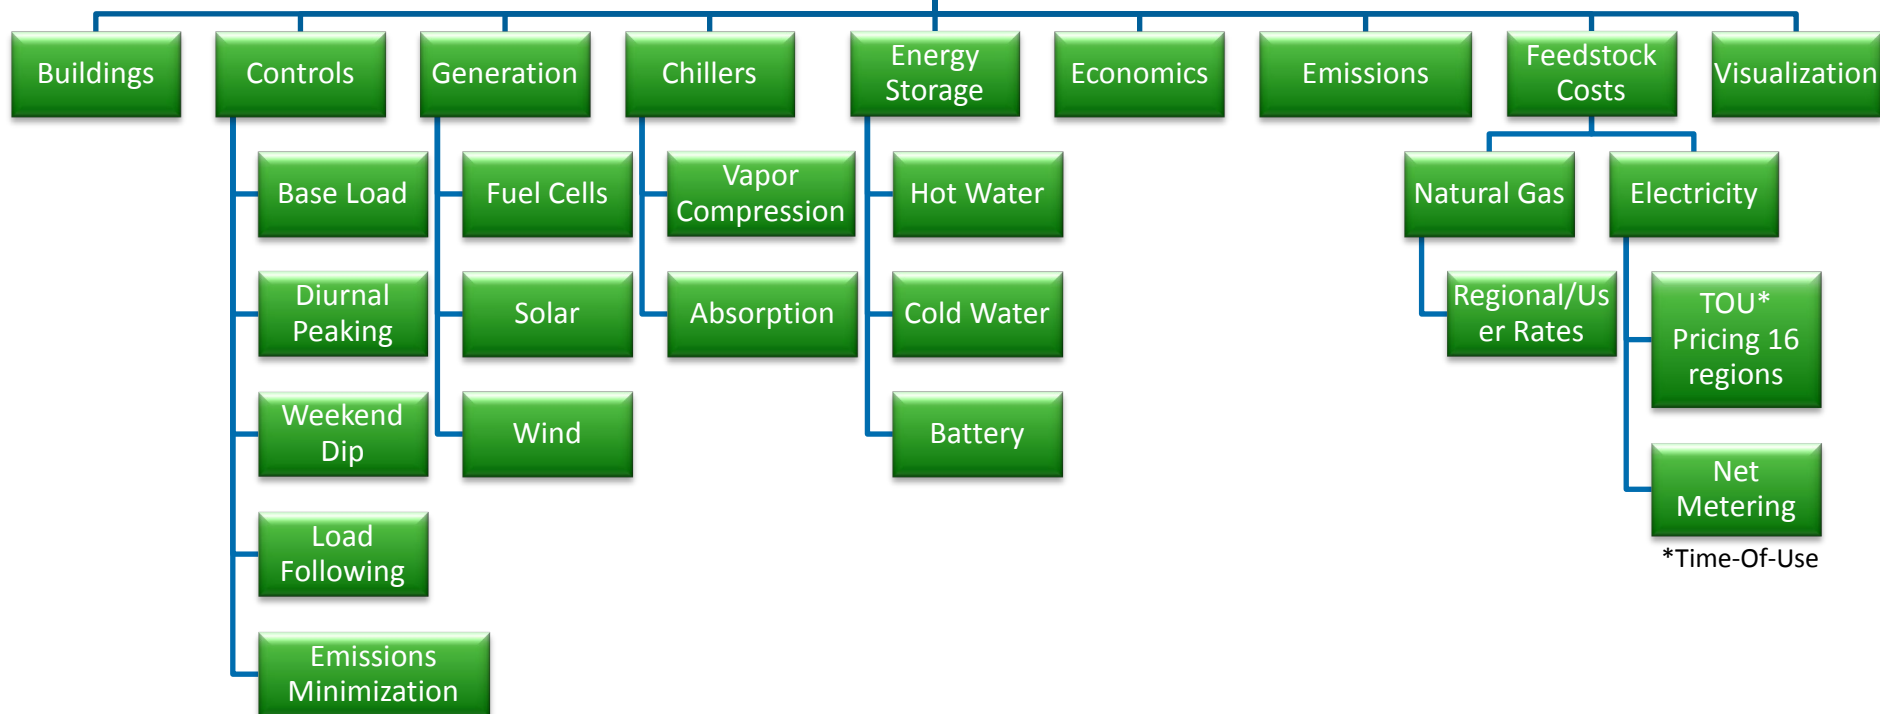 Buildings
Controls
Generation
Chillers
Energy
Storage
Economics
Emissions
Feedstock
Costs
Visualization
Base Load
Diurnal
Peaking
Weekend
Dip
Load
Following
Emissions
Minimization
Fuel Cells
Solar
Wind
Vapor
Compression
Absorption
Hot Water
Cold Water
Battery
Natural Gas
Regional/Us
er Rates
Electricity
TOU*
Pricing 16
regions
Net
Metering
*Time-Of-Use